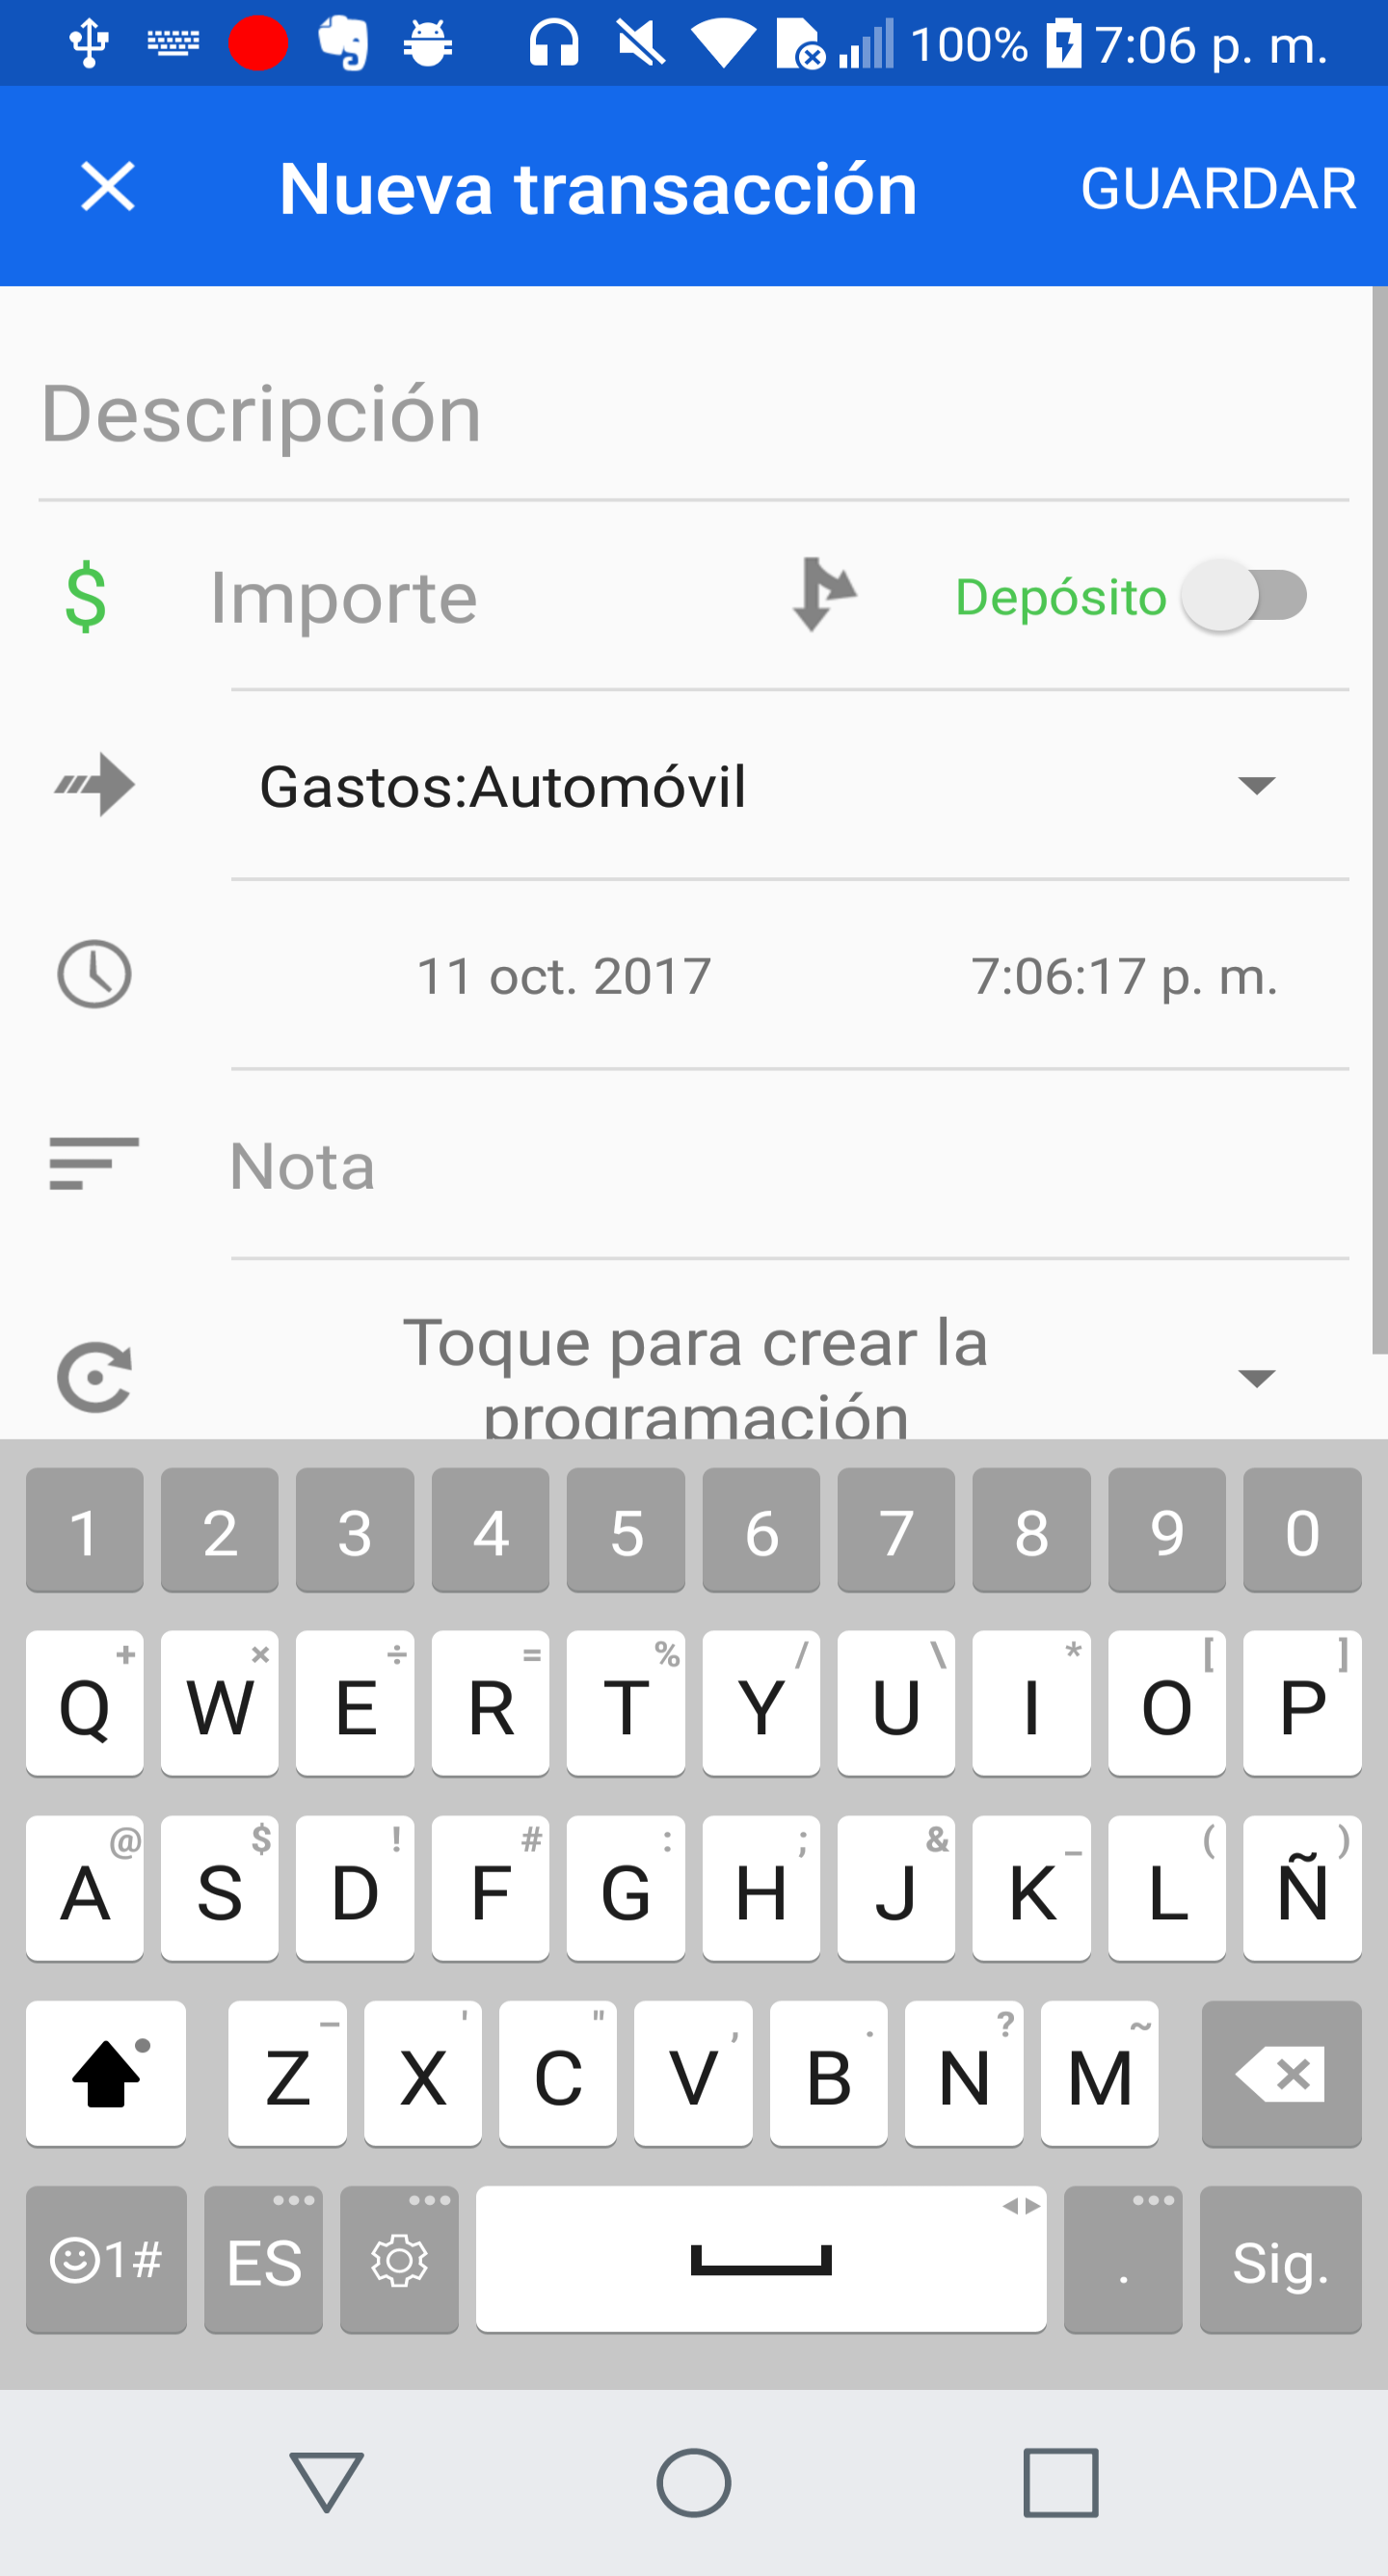 100% 7:06 p. m.
Nueva transacción GUARDAR
Descripción
$ Importe Depósito
Gastos:Automóvil
11 oct. 2017 7:06:17 p. m.
Nota
Toque para crear la
programación
1 2 3 4 5 6 7 8 9 0
+ × ÷ = % / \ * [ ]
Q W E R T Y U I O P
@ $ ! # : ; & _ ( )
A S D F G H J K L Ñ
– ' " , . ? ~
Z X C V B N M
1# ES . Sig.